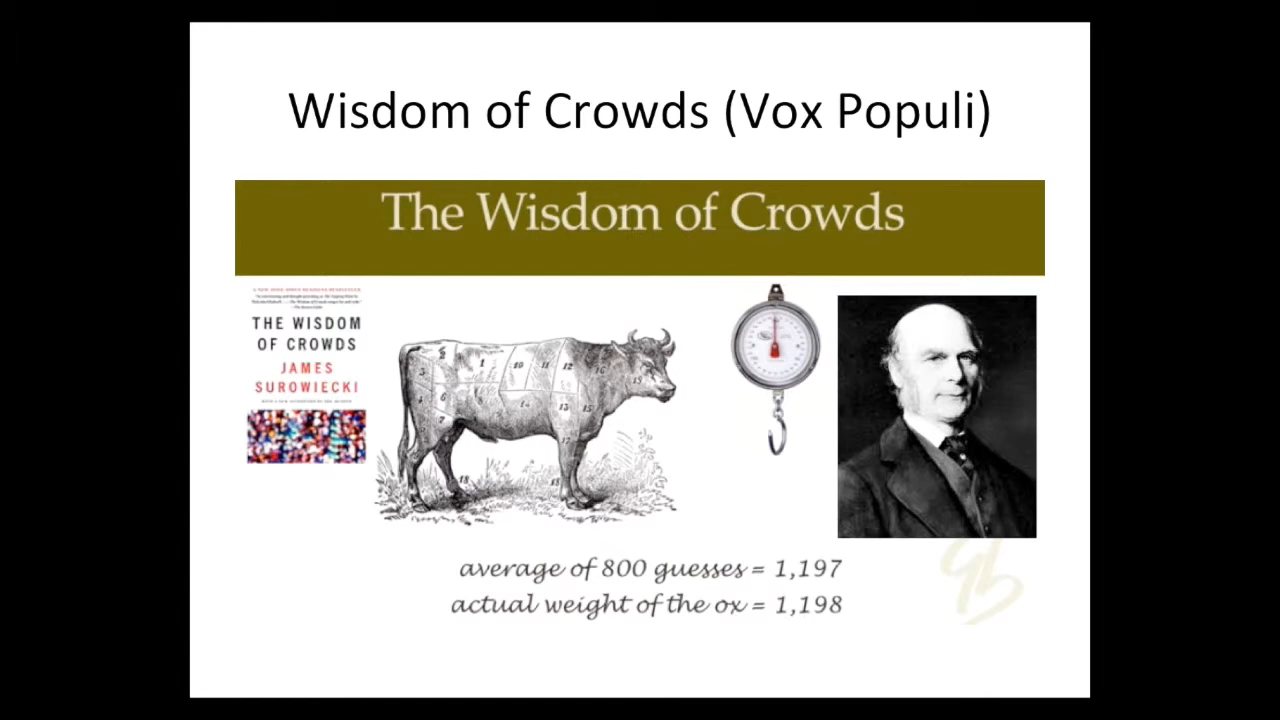 Wisdom of Crowds (Vox Populi)
The Wisdom of Crowds
THE WISDOM
OF CROWDS
JAMES
SUROWIECKI
average of 800 guesses = 1,197
actual weight of the ox = 1,198